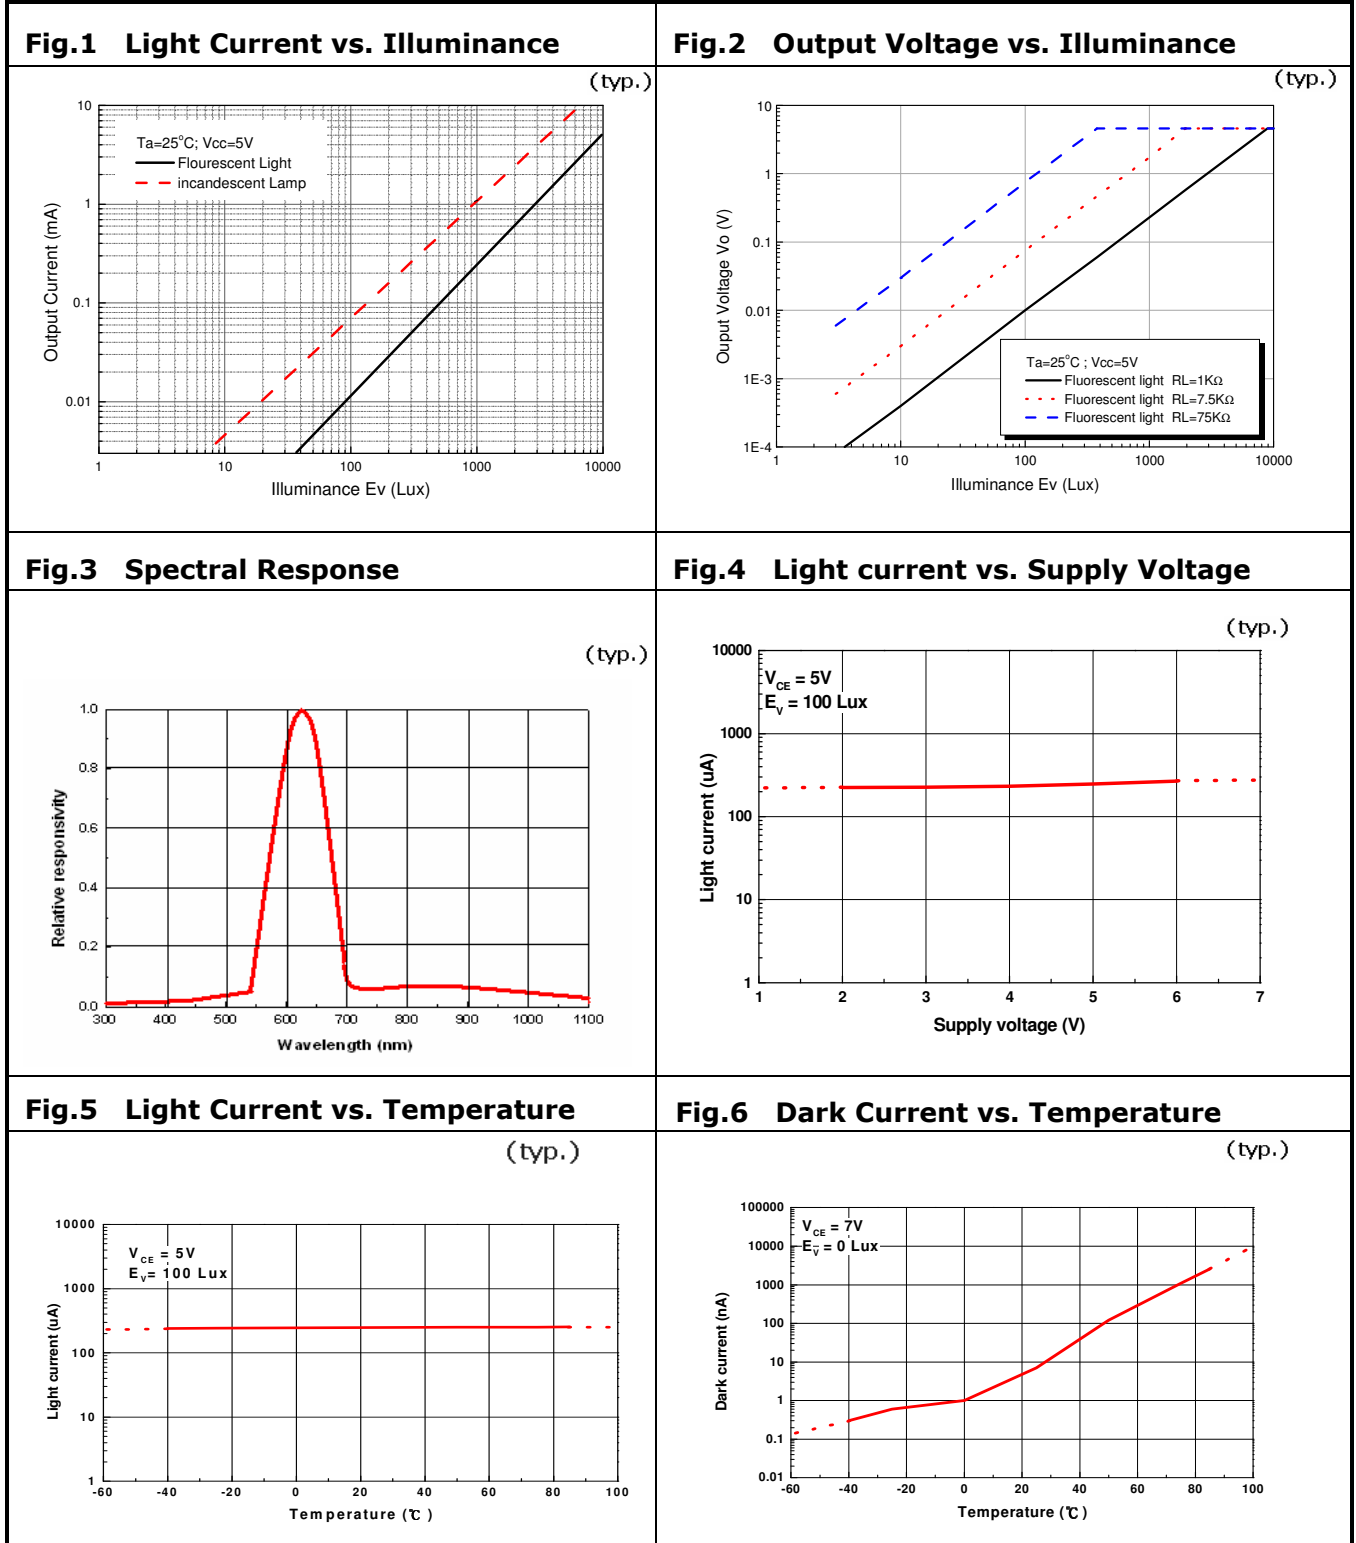 Fig.1 Light Current vs. Illuminance
(typ.)
10
1
0.1
0.01
Output Current (mA)
Ta=25°C; Vcc=5V
Flourescent Light
incandescent Lamp
1 10 100 1000 10000
Illuminance Ev (Lux)
Fig.2 Output Voltage vs. Illuminance
(typ.)
10
1
0.1
0.01
1E-3
1E-4
Ouput Voltage Vo (V)
Ta=25°C ; Vcc=5V
Fluorescent light RL=1KΩ
Fluorescent light RL=7.5KΩ
Fluorescent light RL=75KΩ
1 10 100 1000 10000
Illuminance Ev (Lux)
Fig.3 Spectral Response
(typ.)
1.0
0.8
0.6
0.4
0.2
0.0
Relative responsivity
300 400 500 600 700 800 900 1000 1100
Wavelength (nm)
Fig.4 Light current vs. Supply Voltage
(typ.)
10000
1000
100
10
1
Light current (uA)
VCE = 5V
EV = 100 Lux
1 2 3 4 5 6 7
Supply voltage (V)
Fig.5 Light Current vs. Temperature
(typ.)
10000
1000
100
10
1
Light current (uA)
VCE = 5V
EV= 100 Lux
-60 -40 -20 0 20 40 60 80 100
Temperature (℃ )
Fig.6 Dark Current vs. Temperature
(typ.)
100000
10000
1000
100
10
1
0.1
0.01
Dark current (nA)
VCE = 7V
EV = 0 Lux
-60 -40 -20 0 20 40 60 80 100
Temperature (℃ )